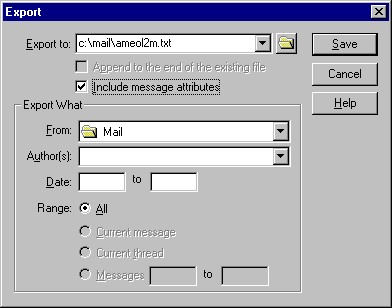 Export
Export to: c:\mail\ameol2m.txt Save
Append to the end of the existing file
Include message attributes Cancel
Export What Help
From: Mail
Author(s):
Date: to
Range: All
Current message
Current thread
Messages to